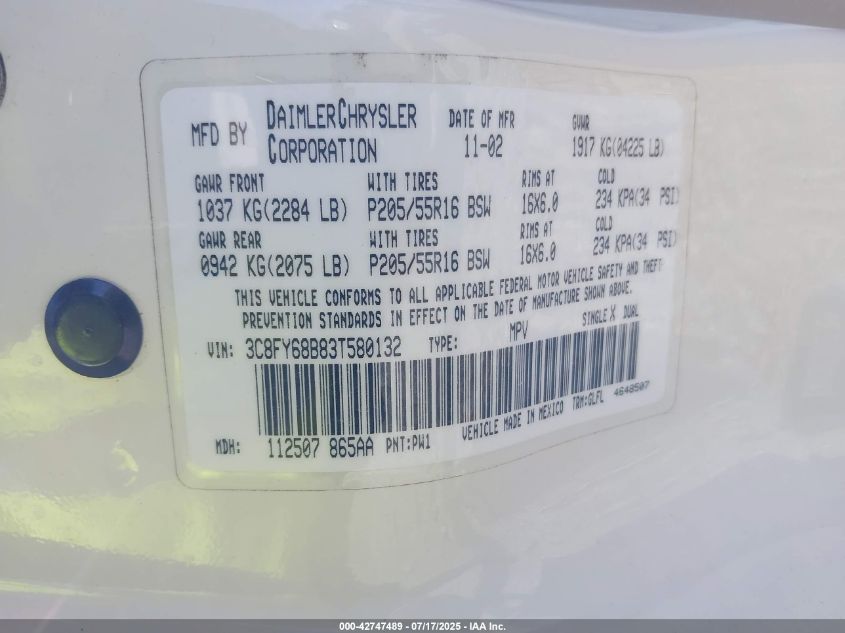 MFD BY DAIMLERCHRYSLER CORPORATION
DATE OF MFR 11-02
GVWR 1917 KG(04225 LB)
GAWR FRONT WITH TIRES RIMS AT COLD
1037 KG(2284 LB) P205/55R16 BSW 16X6.0 234 KPA(34 PSI)
GAWR REAR WITH TIRES RIMS AT COLD
0942 KG(2075 LB) P205/55R16 BSW 16X6.0 234 KPA(34 PSI)
THIS VEHICLE CONFORMS TO ALL APPLICABLE FEDERAL MOTOR VEHICLE SAFETY AND THEFT
PREVENTION STANDARDS IN EFFECT ON THE DATE OF MANUFACTURE SHOWN ABOVE.
VIN: 3C8FY68B83T580132 TYPE: MPV SINGLE X DUAL
MDH: 112507 865AA PNT:PW1 VEHICLE MADE IN MEXICO TRM:GLFL 4648507
000-42747489 - 07/17/2025 - IAA Inc.